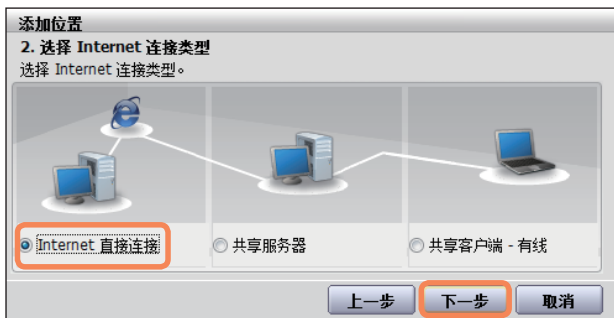 添加位置
2. 选择 Internet 连接类型
选择 Internet 连接类型。
Internet 直接连接 共享服务器 共享客户端 - 有线
上一步 下一步 取消